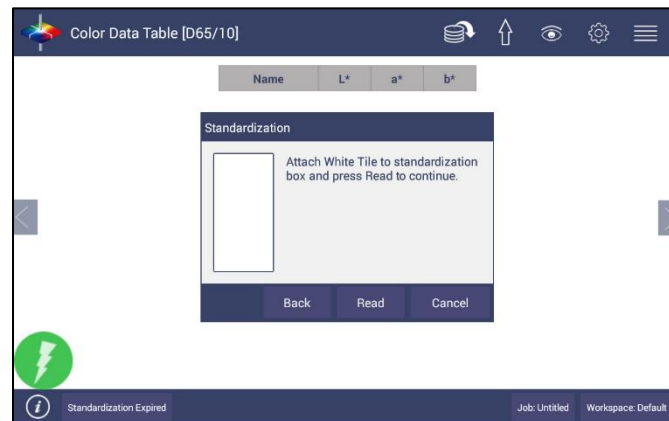 Color Data Table [D65/10]
Name L* a* b*
Standardization
Attach White Tile to standardization
box and press Read to continue.
Back Read Cancel
i Standardization Expired Job: Untitled Workspace: Default